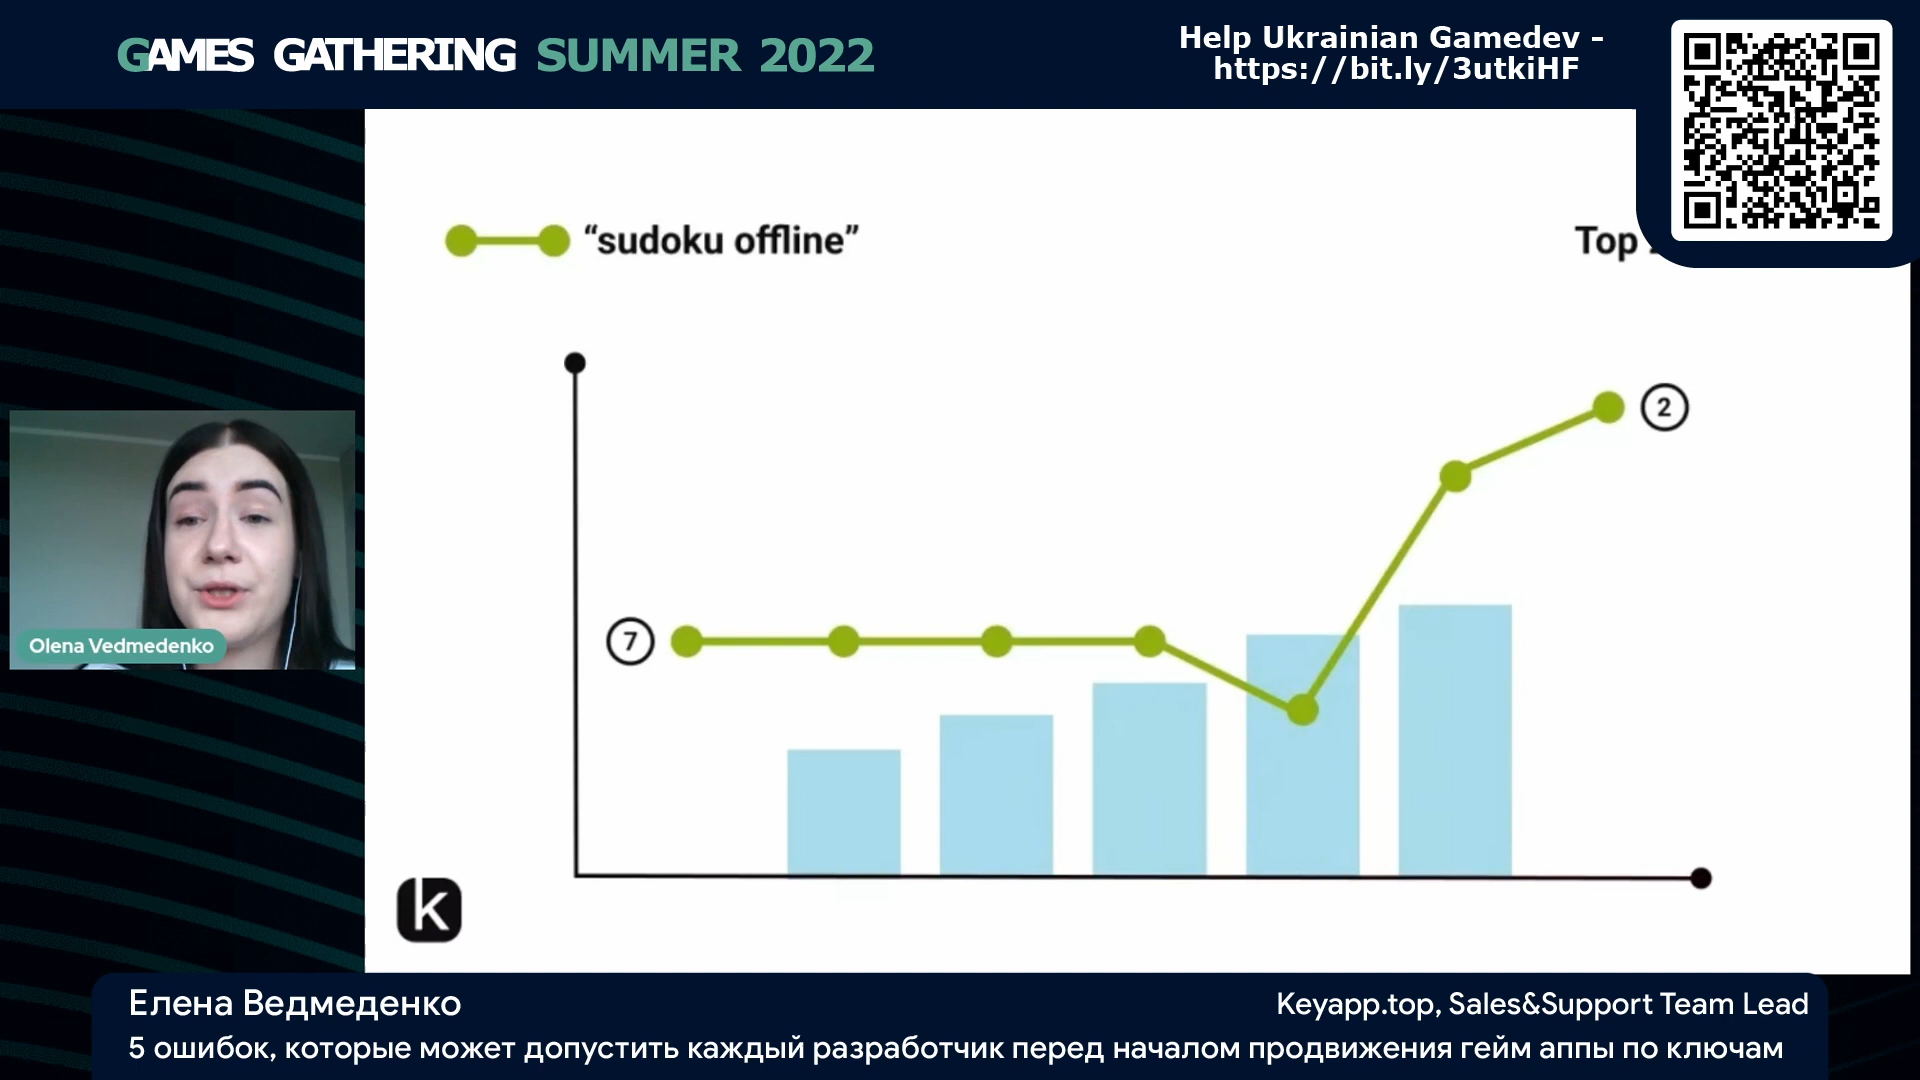 GAMES GATHERING SUMMER 2022
Help Ukrainian Gamedev -
https://bit.ly/3utkiHF
“sudoku offline”
Top
2
7
Olena Vedmedenko
K
Елена Ведмеденко
Keyapp.top, Sales&Support Team Lead
5 ошибок, которые может допустить каждый разработчик перед началом продвижения гейм аппы по ключам